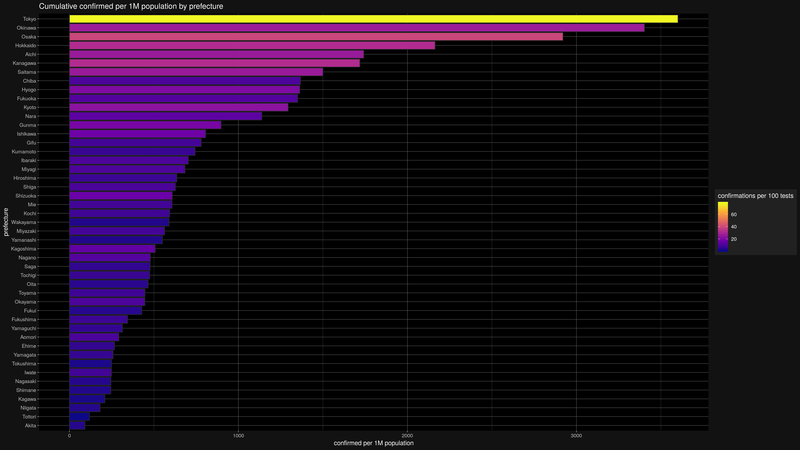 Cumulative confirmed per 1M population by prefecture
prefecture
Tokyo
Okinawa
Osaka
Hokkaido
Aichi
Kanagawa
Saitama
Chiba
Hyogo
Fukuoka
Kyoto
Nara
Gunma
Ishikawa
Gifu
Kumamoto
Ibaraki
Miyagi
Hiroshima
Shiga
Shizuoka
Mie
Kochi
Wakayama
Miyazaki
Yamanashi
Kagoshima
Nagano
Saga
Tochigi
Oita
Toyama
Okayama
Fukui
Fukushima
Yamaguchi
Aomori
Ehime
Yamagata
Tokushima
Iwate
Nagasaki
Shimane
Kagawa
Niigata
Tottori
Akita
0 1000 2000 3000
confirmed per 1M population
confirmations per 100 tests
60
40
20